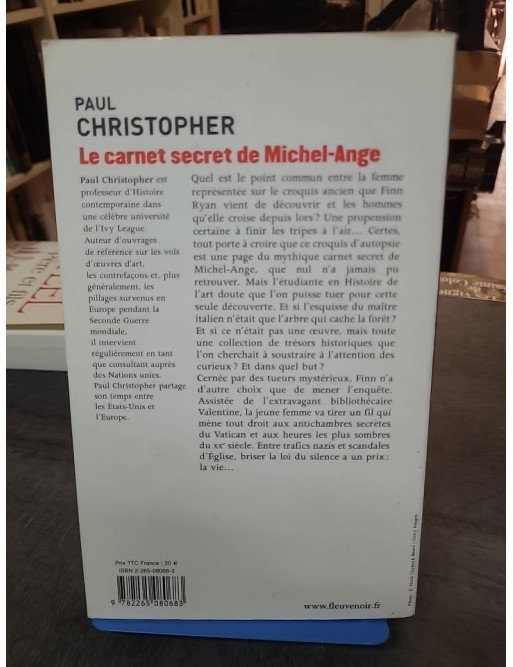 PAUL
CHRISTOPHER
Le carnet secret de Michel-Ange
Paul Christopher est
professeur d'Histoire
contemporaine dans
une célèbre université
de l'Ivy League.
Auteur d'ouvrages
de référence sur les vols
d'œuvres d'art,
les contrefaçons et, plus
généralement, les
pillages survenus en
Europe pendant la
Seconde Guerre
mondiale,
il intervient
régulièrement en tant
que consultant auprès
des Nations unies.
Paul Christopher partage
son temps entre
les États-Unis et
l'Europe.
Quel est le point commun entre la femme
représentée sur le croquis ancien que Finn
Ryan vient de découvrir et les hommes
qu'elle croise depuis lors ? Une propension
certaine à finir les tripes à l'air... Certes,
tout porte à croire que ce croquis d'autopsie
est une page du mythique carnet secret de
Michel-Ange, que nul n'a jamais pu
retrouver. Mais l'étudiante en Histoire de
l'art doute que l'on puisse tuer pour cette
seule découverte. Et si l'esquisse du maître
italien n'était que l'arbre qui cache la forêt ?
Et si ce n'était pas une œuvre, mais toute
une collection de trésors historiques que
l'on cherchait à soustraire à l'attention des
curieux ? Et dans quel but ?
Cernée par des tueurs mystérieux, Finn n'a
d'autre choix que de mener l'enquête.
Assistée de l'extravagant bibliothécaire
Valentine, la jeune femme va tirer un fil qui
mène tout droit aux antichambres secrètes
du Vatican et aux heures les plus sombres
du XXe siècle. Entre trafics nazis et scandales
d'Église, briser la loi du silence a un prix :
la vie...
Prix TTC France : 20 €
ISBN 2-265-08068-3
9 782265 080683
www.fleuvenoir.fr